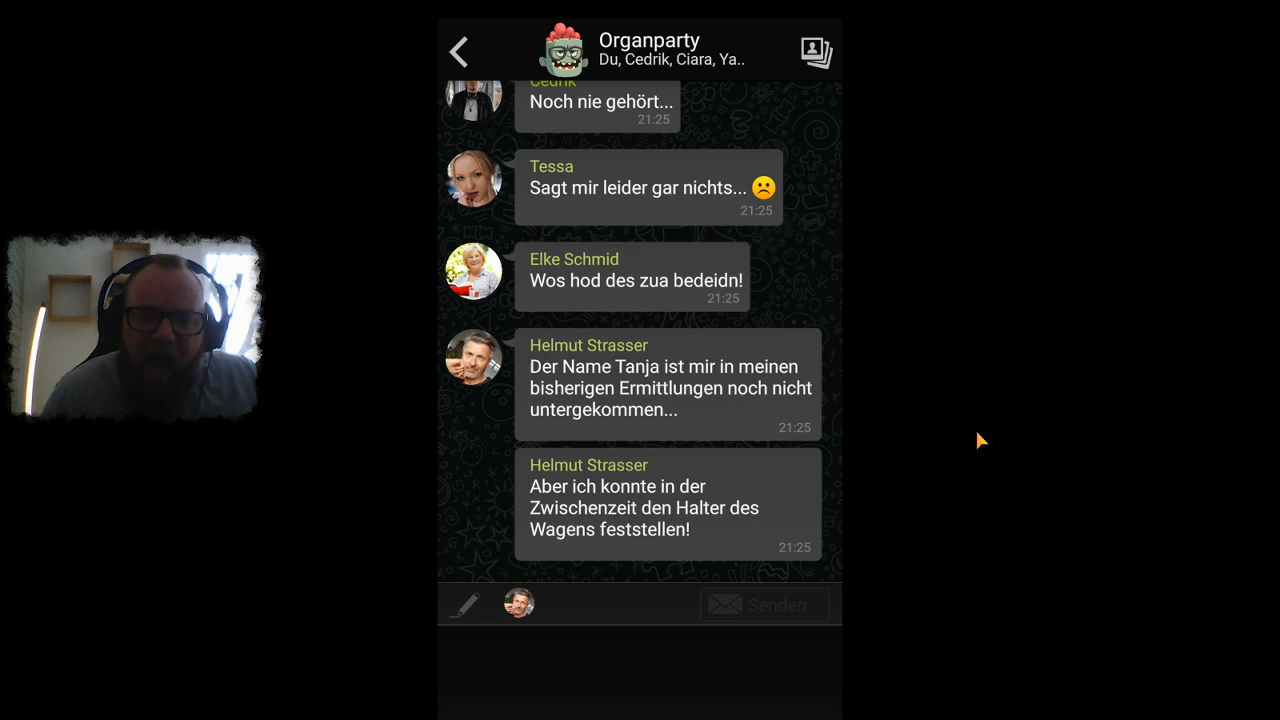 Organparty
Du, Cedrik, Ciara, Ya..
Cedrik
Noch nie gehört...
21:25
Tessa
Sagt mir leider gar nichts... ☹️
21:25
Elke Schmid
Wos hod des zua bedeidn!
21:25
Helmut Strasser
Der Name Tanja ist mir in meinen
bisherigen Ermittlungen noch nicht
untergekommen...
21:25
Helmut Strasser
Aber ich konnte in der
Zwischenzeit den Halter des
Wagens feststellen!
21:25
Senden